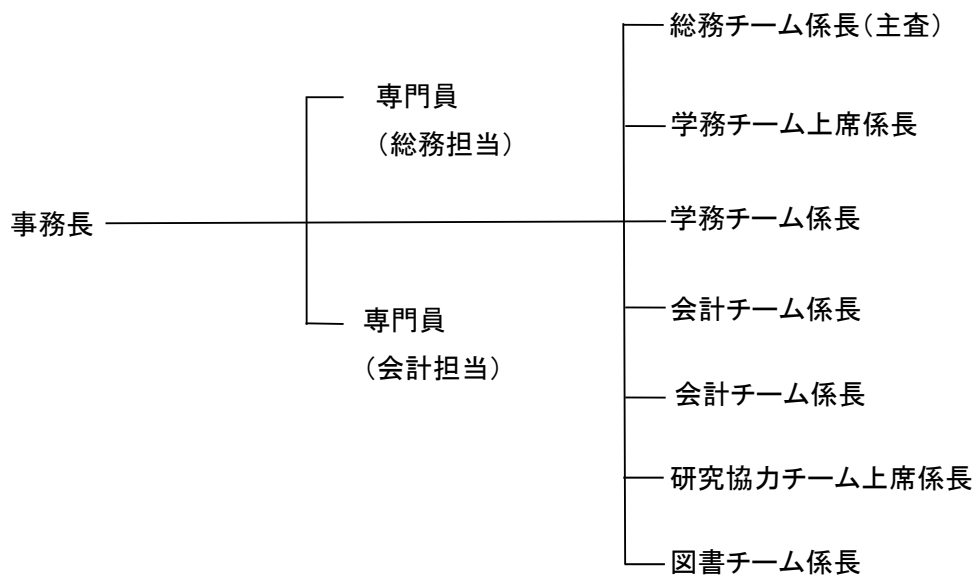 事務長
専門員
（総務担当）
専門員
（会計担当）
総務チーム係長（主査）
学務チーム上席係長
学務チーム係長
会計チーム係長
会計チーム係長
研究協力チーム上席係長
図書チーム係長